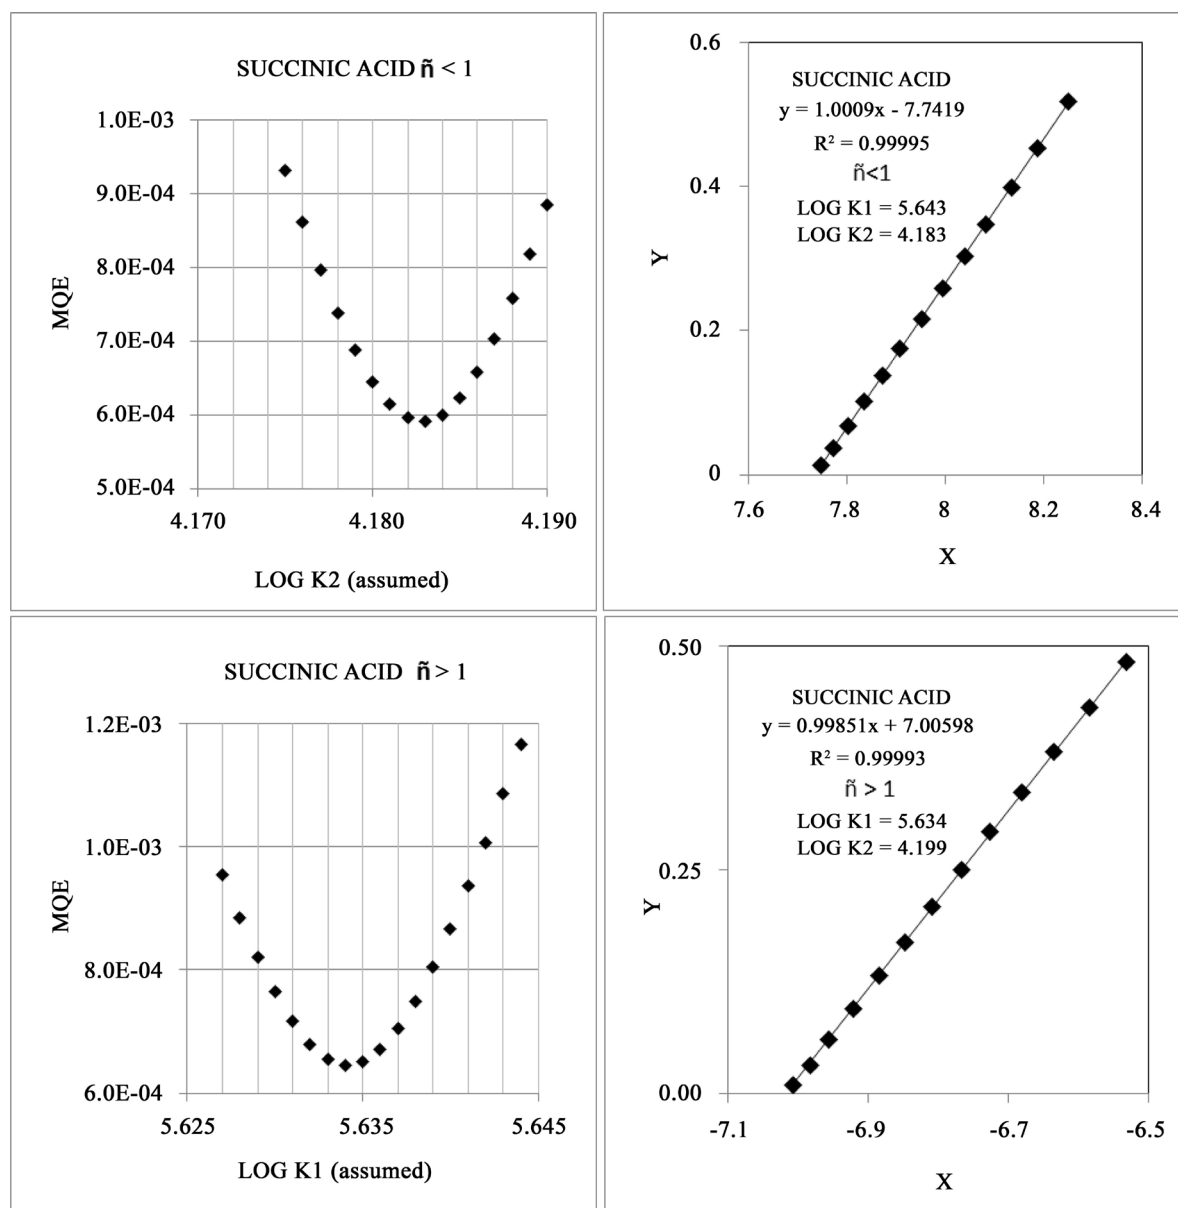 SUCCINIC ACID ñ < 1
1.0E-03
9.0E-04
8.0E-04
7.0E-04
6.0E-04
5.0E-04
MQE
4.170 4.180 4.190
LOG K2 (assumed)
0.6
0.4
0.2
0
Y
SUCCINIC ACID
y = 1.0009x - 7.7419
R² = 0.99995
ñ<1
LOG K1 = 5.643
LOG K2 = 4.183
7.6 7.8 8 8.2 8.4
X
SUCCINIC ACID ñ > 1
1.2E-03
1.0E-03
8.0E-04
6.0E-04
MQE
5.625 5.635 5.645
LOG K1 (assumed)
0.50
0.25
0.00
Y
SUCCINIC ACID
y = 0.99851x + 7.00598
R² = 0.99993
ñ > 1
LOG K1 = 5.634
LOG K2 = 4.199
-7.1 -6.9 -6.7 -6.5
X